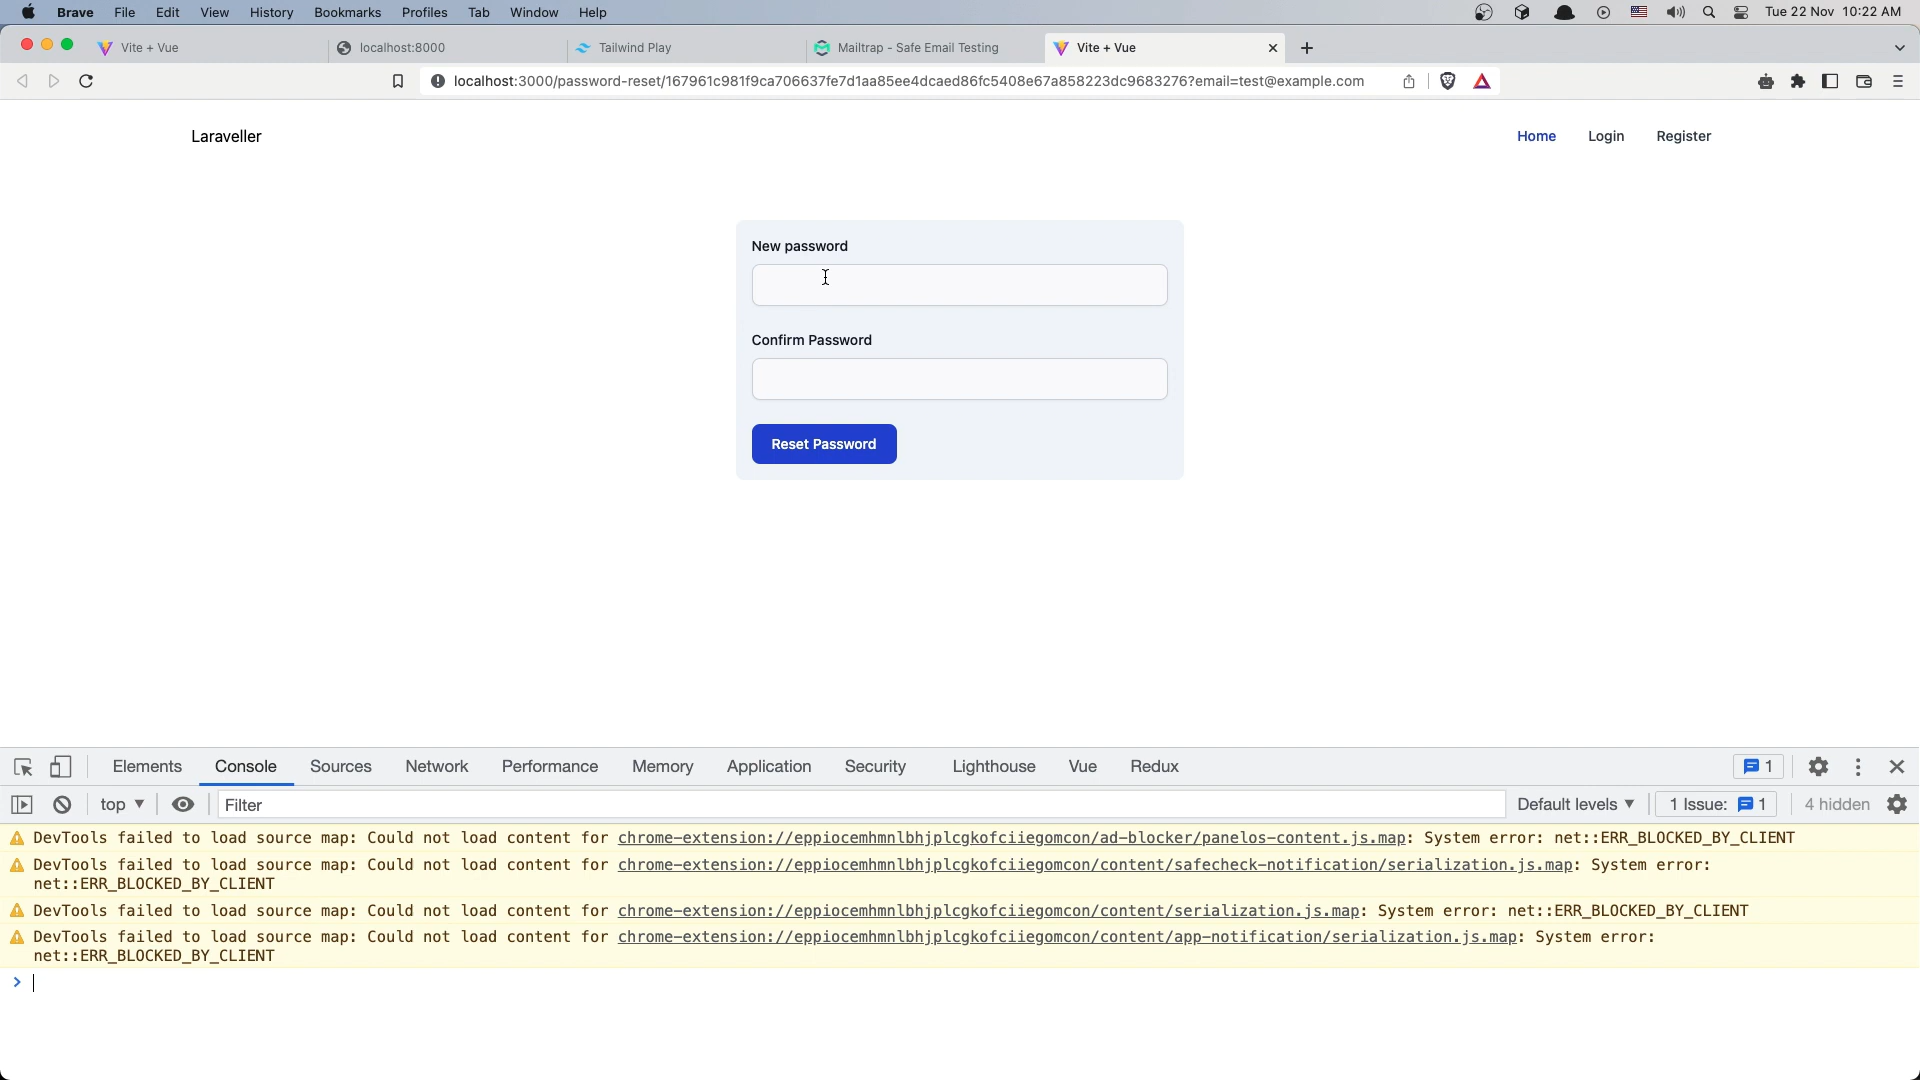 Brave File Edit View History Bookmarks Profiles Tab Window Help Tue 22 Nov 10:22 AM
Vite + Vue localhost:8000 Tailwind Play Mailtrap - Safe Email Testing Vite + Vue
localhost:3000/password-reset/167961c981f9ca706637fe7d1aa85ee4dcaed86fc5408e67a858223dc9683276?email=test@example.com
Laraveller Home Login Register
New password
Confirm Password
Reset Password
Elements Console Sources Network Performance Memory Application Security Lighthouse Vue Redux 1
top Filter Default levels 1 Issue: 1 4 hidden
DevTools failed to load source map: Could not load content for chrome-extension://eppiocemhmnlbhjplcgkofciiegomcon/ad-blocker/panelos-content.js.map: System error: net::ERR_BLOCKED_BY_CLIENT
DevTools failed to load source map: Could not load content for chrome-extension://eppiocemhmnlbhjplcgkofciiegomcon/content/safecheck-notification/serialization.js.map: System error:
net::ERR_BLOCKED_BY_CLIENT
DevTools failed to load source map: Could not load content for chrome-extension://eppiocemhmnlbhjplcgkofciiegomcon/content/serialization.js.map: System error: net::ERR_BLOCKED_BY_CLIENT
DevTools failed to load source map: Could not load content for chrome-extension://eppiocemhmnlbhjplcgkofciiegomcon/content/app-notification/serialization.js.map: System error:
net::ERR_BLOCKED_BY_CLIENT